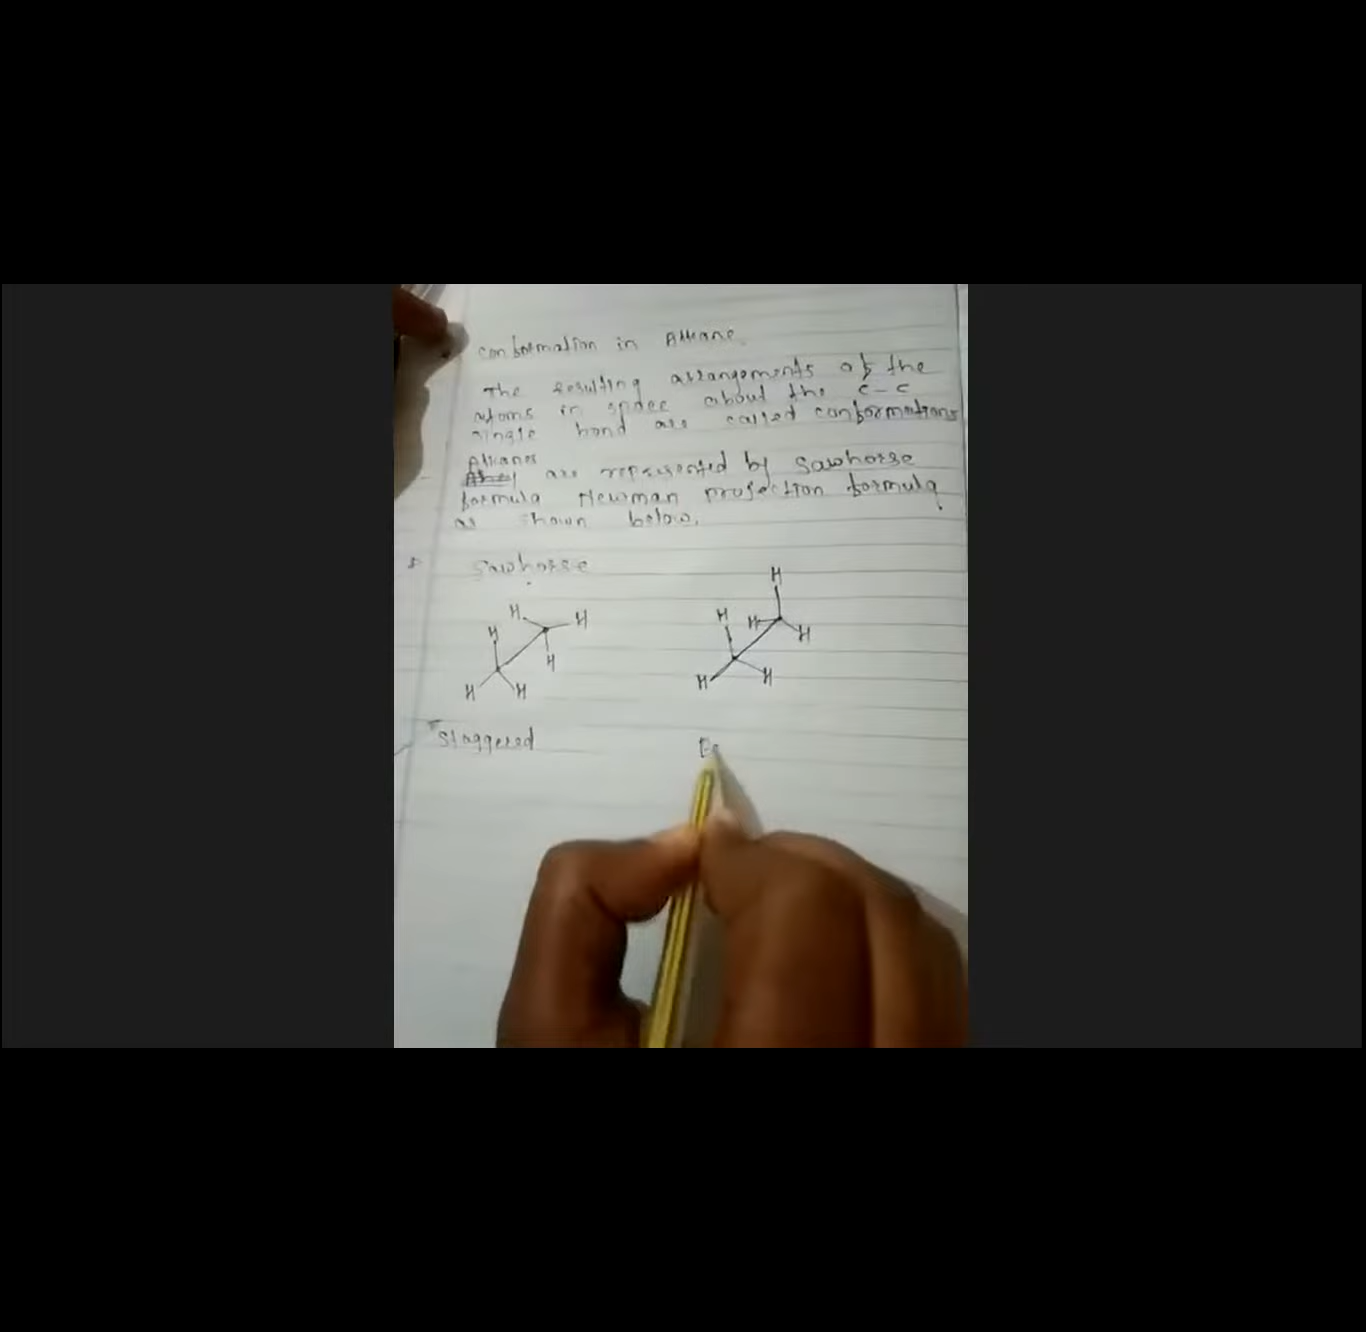 conformation in Alkane.
The resulting arrangements of the
atoms in space about the C-C
single bond are called conformations
Alkanes
are represented by sawhorse
formula Newman projection formula
as shown below.
Sawhorse
H
H H H H
H H H
H
H H H H
Staggered Ec